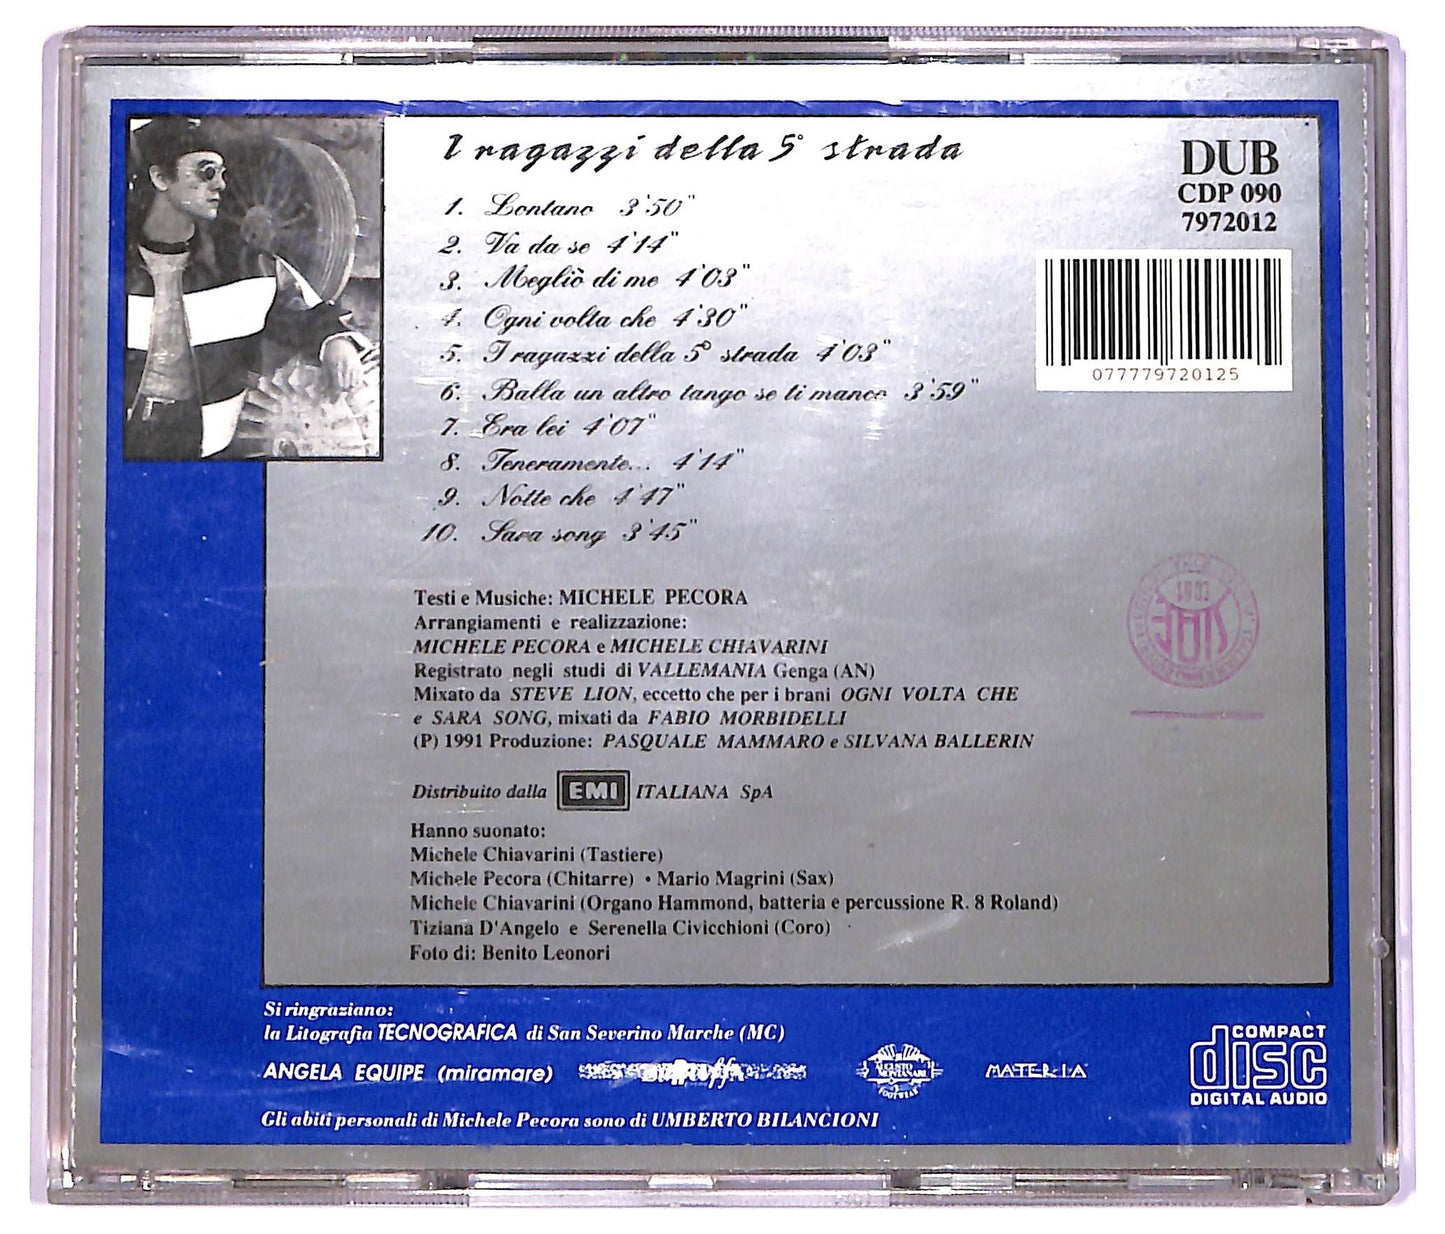 I ragazzi della 5° strada
1. Lontano 3'50"
2. Va da se 4'14"
3. Megliò di me 4'03"
4. Ogni volta che 4'30"
5. I ragazzi della 5° strada 4'03"
6. Balla un altro tango se ti manco 3'59"
7. Era lei 4'07"
8. Teneramente... 4'14"
9. Notte che 4'47"
10. Sara song 3'45"
DUB
CDP 090
7972012
077779720125
SIAE
Testi e Musiche: MICHELE PECORA
Arrangiamenti e realizzazione:
MICHELE PECORA e MICHELE CHIAVARINI
Registrato negli studi di VALLEMANIA Genga (AN)
Mixato da STEVE LION, eccetto che per i brani OGNI VOLTA CHE
e SARA SONG, mixati da FABIO MORBIDELLI
(P) 1991 Produzione: PASQUALE MAMMARO e SILVANA BALLERIN
Distribuito dalla EMI ITALIANA SpA
Hanno suonato:
Michele Chiavarini (Tastiere)
Michele Pecora (Chitarre) • Mario Magrini (Sax)
Michele Chiavarini (Organo Hammond, batteria e percussione R. 8 Roland)
Tiziana D'Angelo e Serenella Civicchioni (Coro)
Foto di: Benito Leonori
Si ringraziano:
la Litografia TECNOGRAFICA di San Severino Marche (MC)
ANGELA EQUIPE (miramare)
AUGUSTO
FOOTWEAR
MATERIA
Gli abiti personali di Michele Pecora sono di UMBERTO BILANCIONI
COMPACT
disc
DIGITAL AUDIO